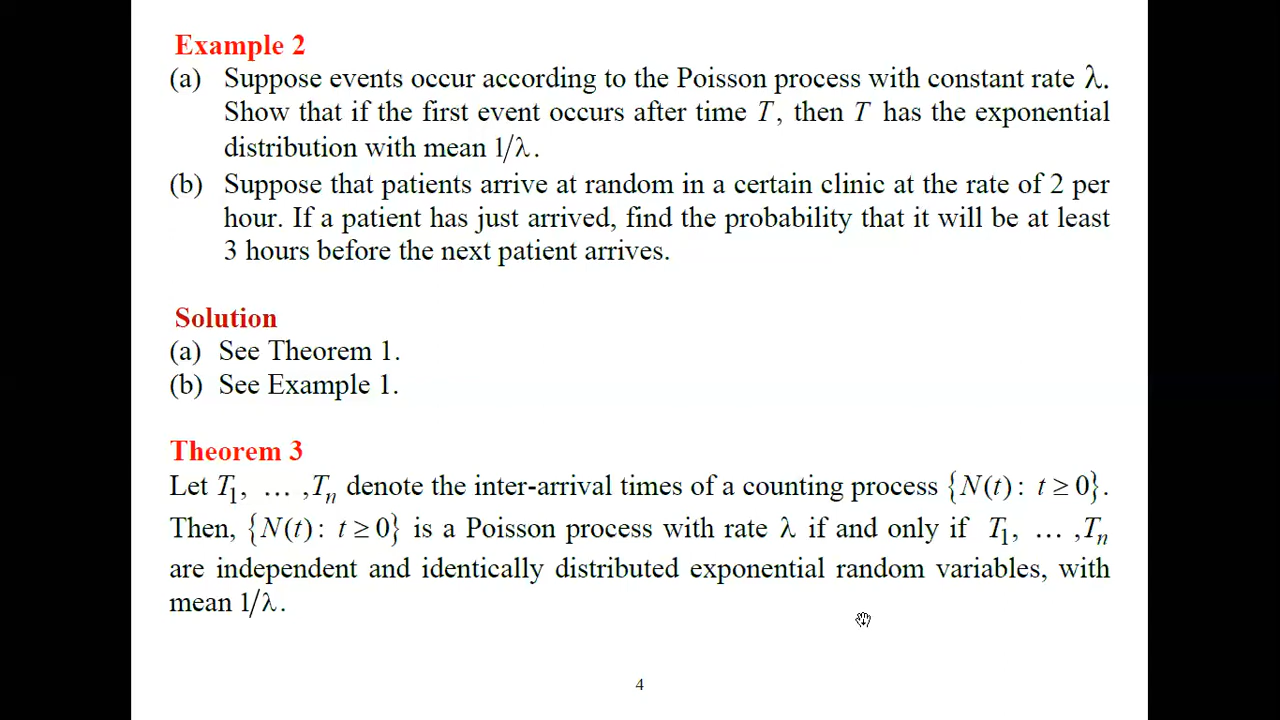 Example 2
(a) Suppose events occur according to the Poisson process with constant rate λ.
Show that if the first event occurs after time T, then T has the exponential
distribution with mean 1/λ.
(b) Suppose that patients arrive at random in a certain clinic at the rate of 2 per
hour. If a patient has just arrived, find the probability that it will be at least
3 hours before the next patient arrives.
Solution
(a) See Theorem 1.
(b) See Example 1.
Theorem 3
Let T₁, … ,Tₙ denote the inter-arrival times of a counting process {N(t): t ≥ 0}.
Then, {N(t): t ≥ 0} is a Poisson process with rate λ if and only if T₁, … ,Tₙ
are independent and identically distributed exponential random variables, with
mean 1/λ.
4